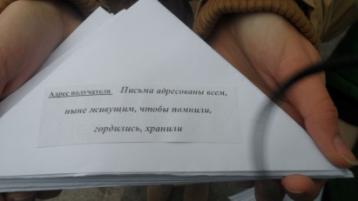 Адрес получателя Письма адресованы всем,
ныне живущим, чтобы помнили,
гордились, хранили